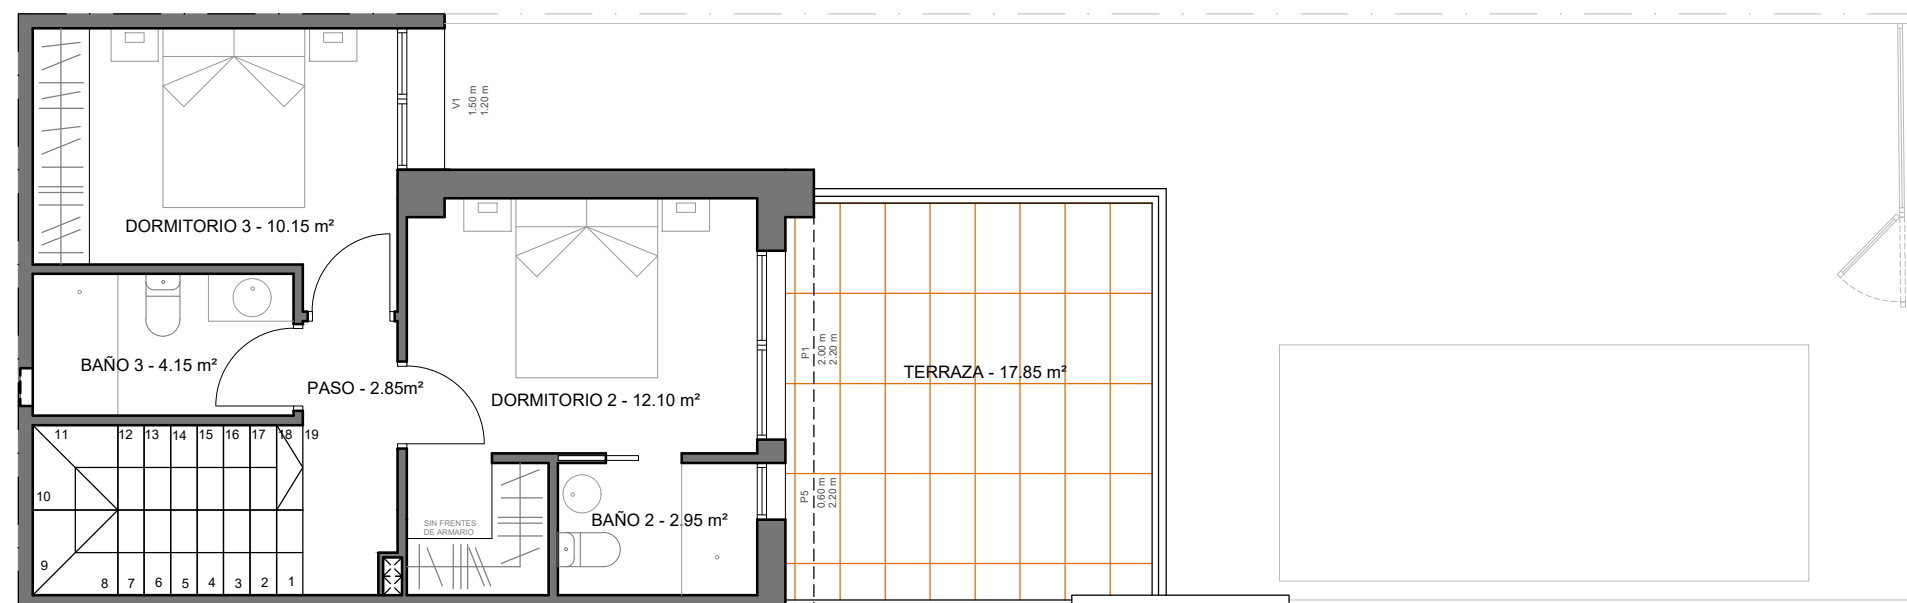 V1
1.50 m
1.20 m
DORMITORIO 3 - 10.15 m²
BAÑO 3 - 4.15 m²
PASO - 2.85m²
DORMITORIO 2 - 12.10 m²
P1
2.00 m
2.20 m
TERRAZA - 17.85 m²
11
12
13
14
15
16
17
18
19
10
9
8
7
6
5
4
3
2
1
SIN FRENTES
DE ARMARIO
BAÑO 2 - 2.95 m²
P5
0.60 m
2.20 m